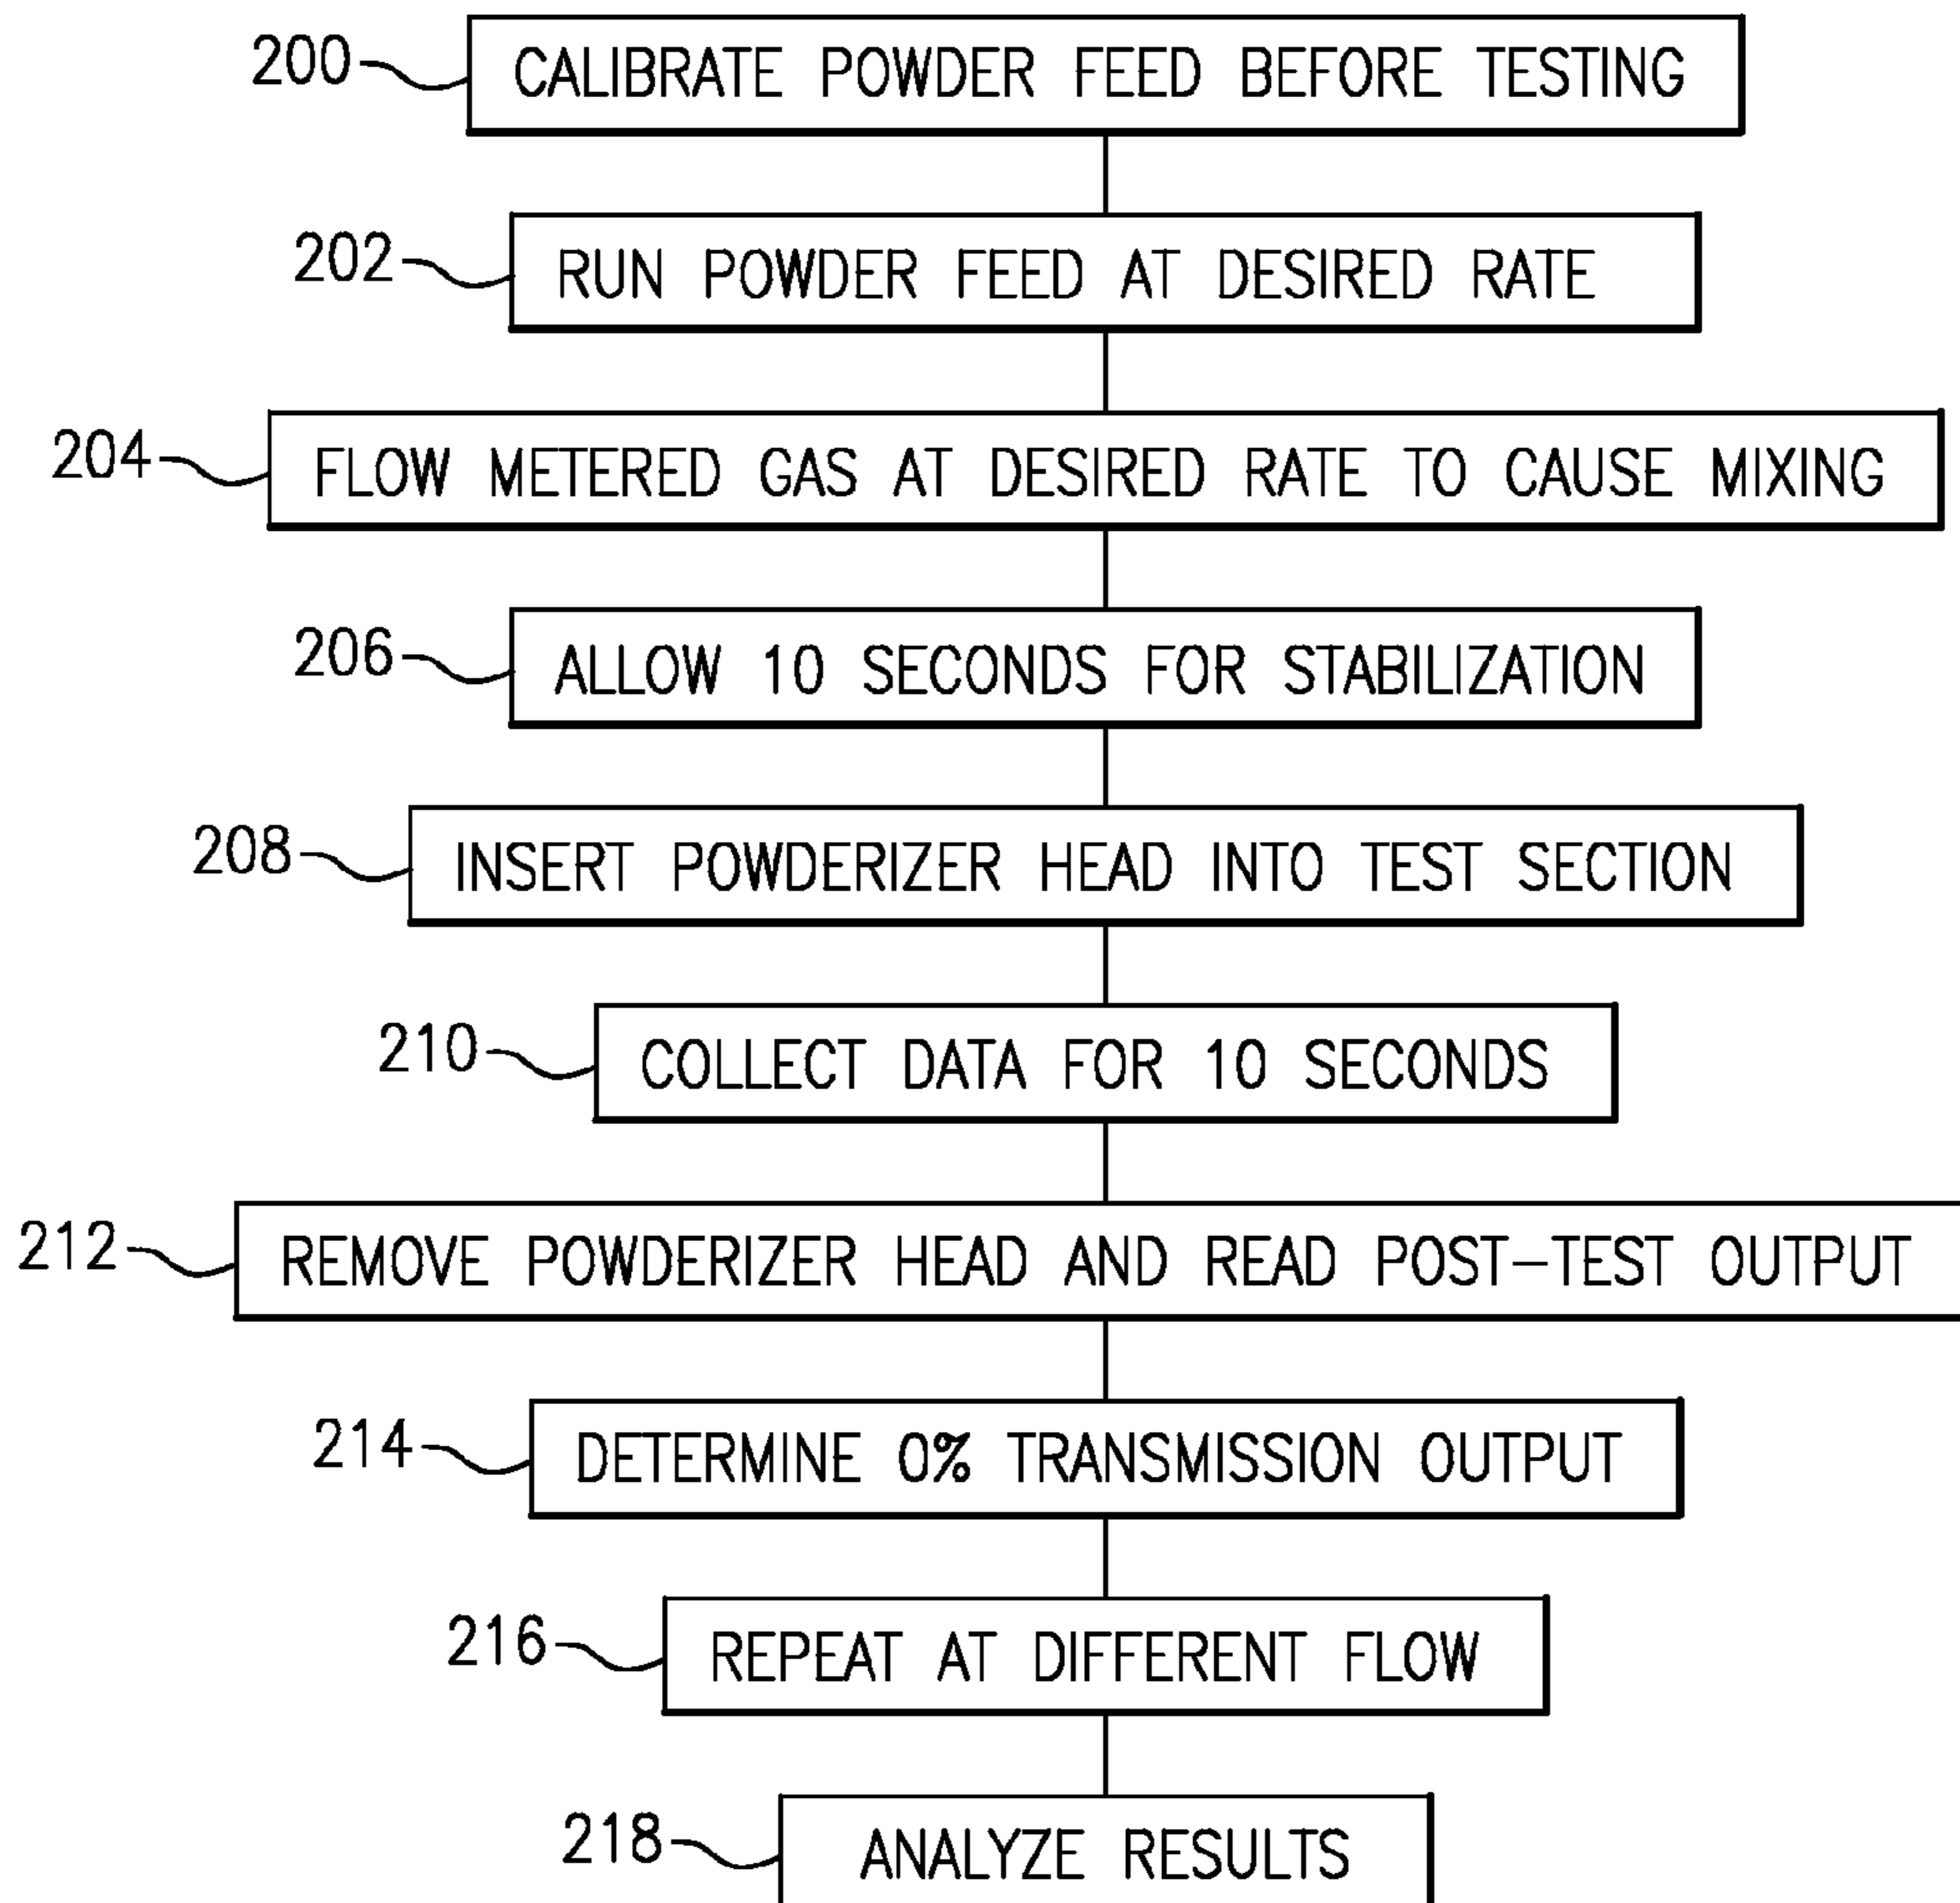 200 CALIBRATE POWDER FEED BEFORE TESTING
202 RUN POWDER FEED AT DESIRED RATE
204 FLOW METERED GAS AT DESIRED RATE TO CAUSE MIXING
206 ALLOW 10 SECONDS FOR STABILIZATION
208 INSERT POWDERIZER HEAD INTO TEST SECTION
210 COLLECT DATA FOR 10 SECONDS
212 REMOVE POWDERIZER HEAD AND READ POST-TEST OUTPUT
214 DETERMINE 0% TRANSMISSION OUTPUT
216 REPEAT AT DIFFERENT FLOW
218 ANALYZE RESULTS